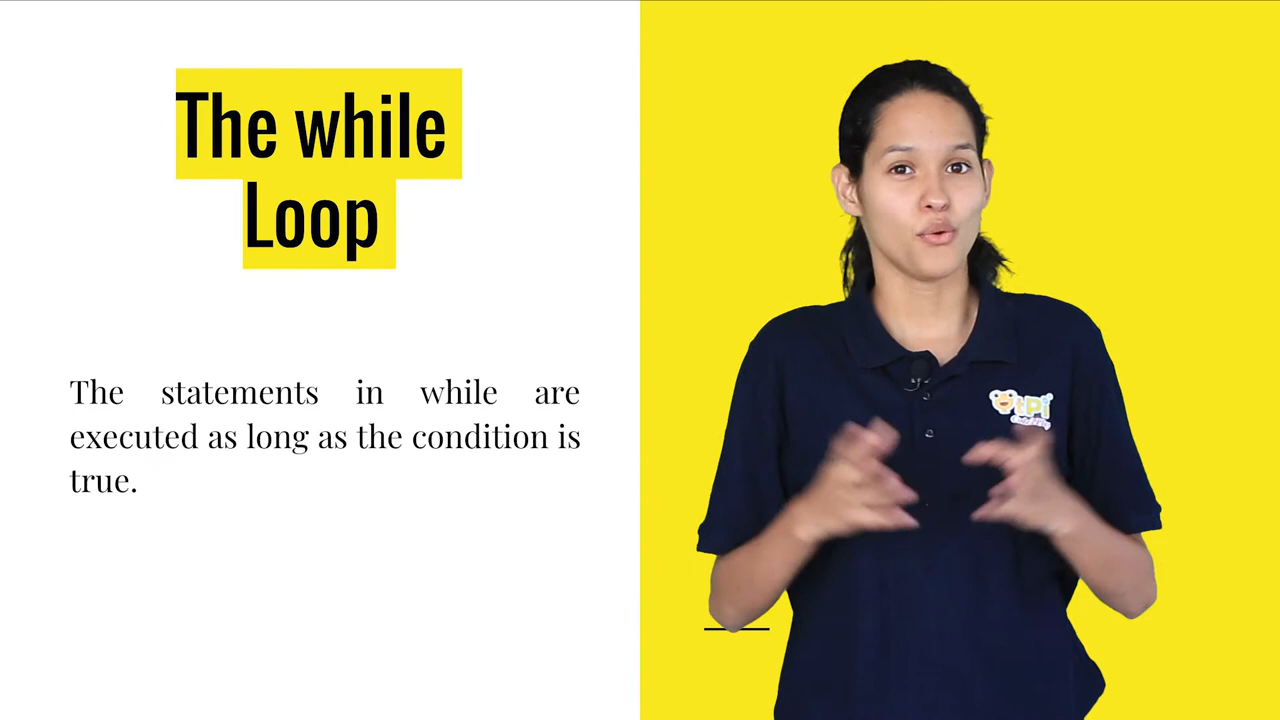 The while
Loop
The statements in while are
executed as long as the condition is
true.